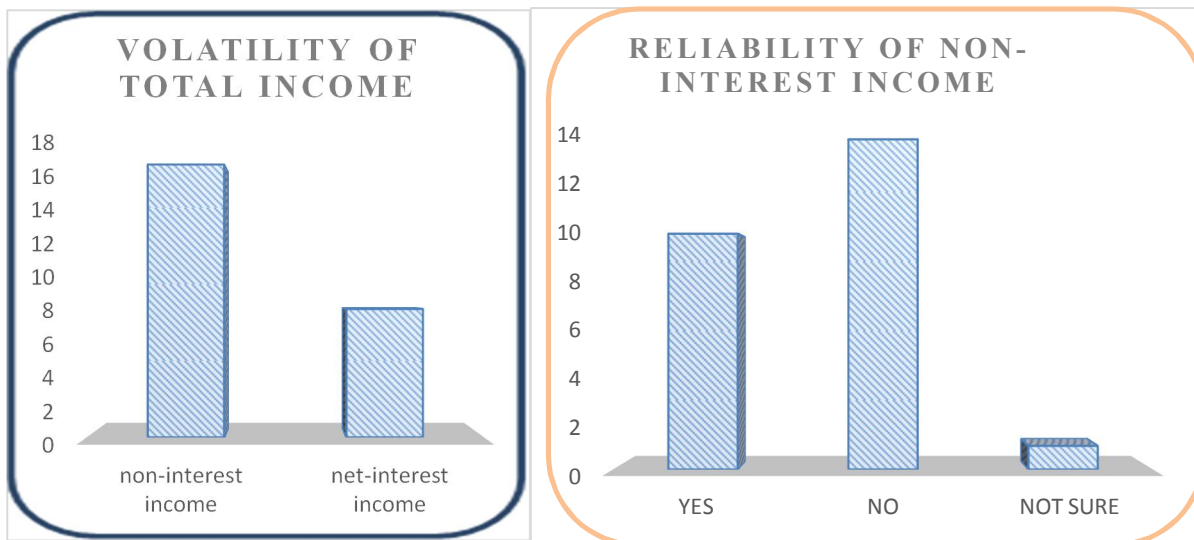 VOLATILITY OF
TOTAL INCOME
18
16
14
12
10
8
6
4
2
0
non-interest
income
net-interest
income
RELIABILITY OF NON-
INTEREST INCOME
14
12
10
8
6
4
2
0
YES
NO
NOT SURE